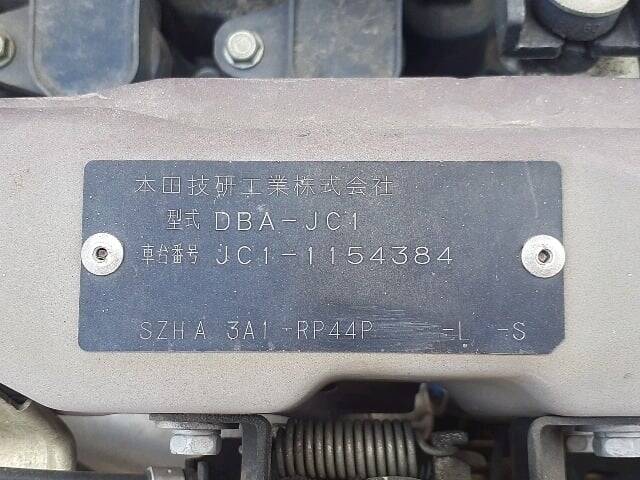 本田技研工業株式会社
型式 DBA-JC1
車台番号 JC1-1154384
SZHA 3A1-RP44P -L -S